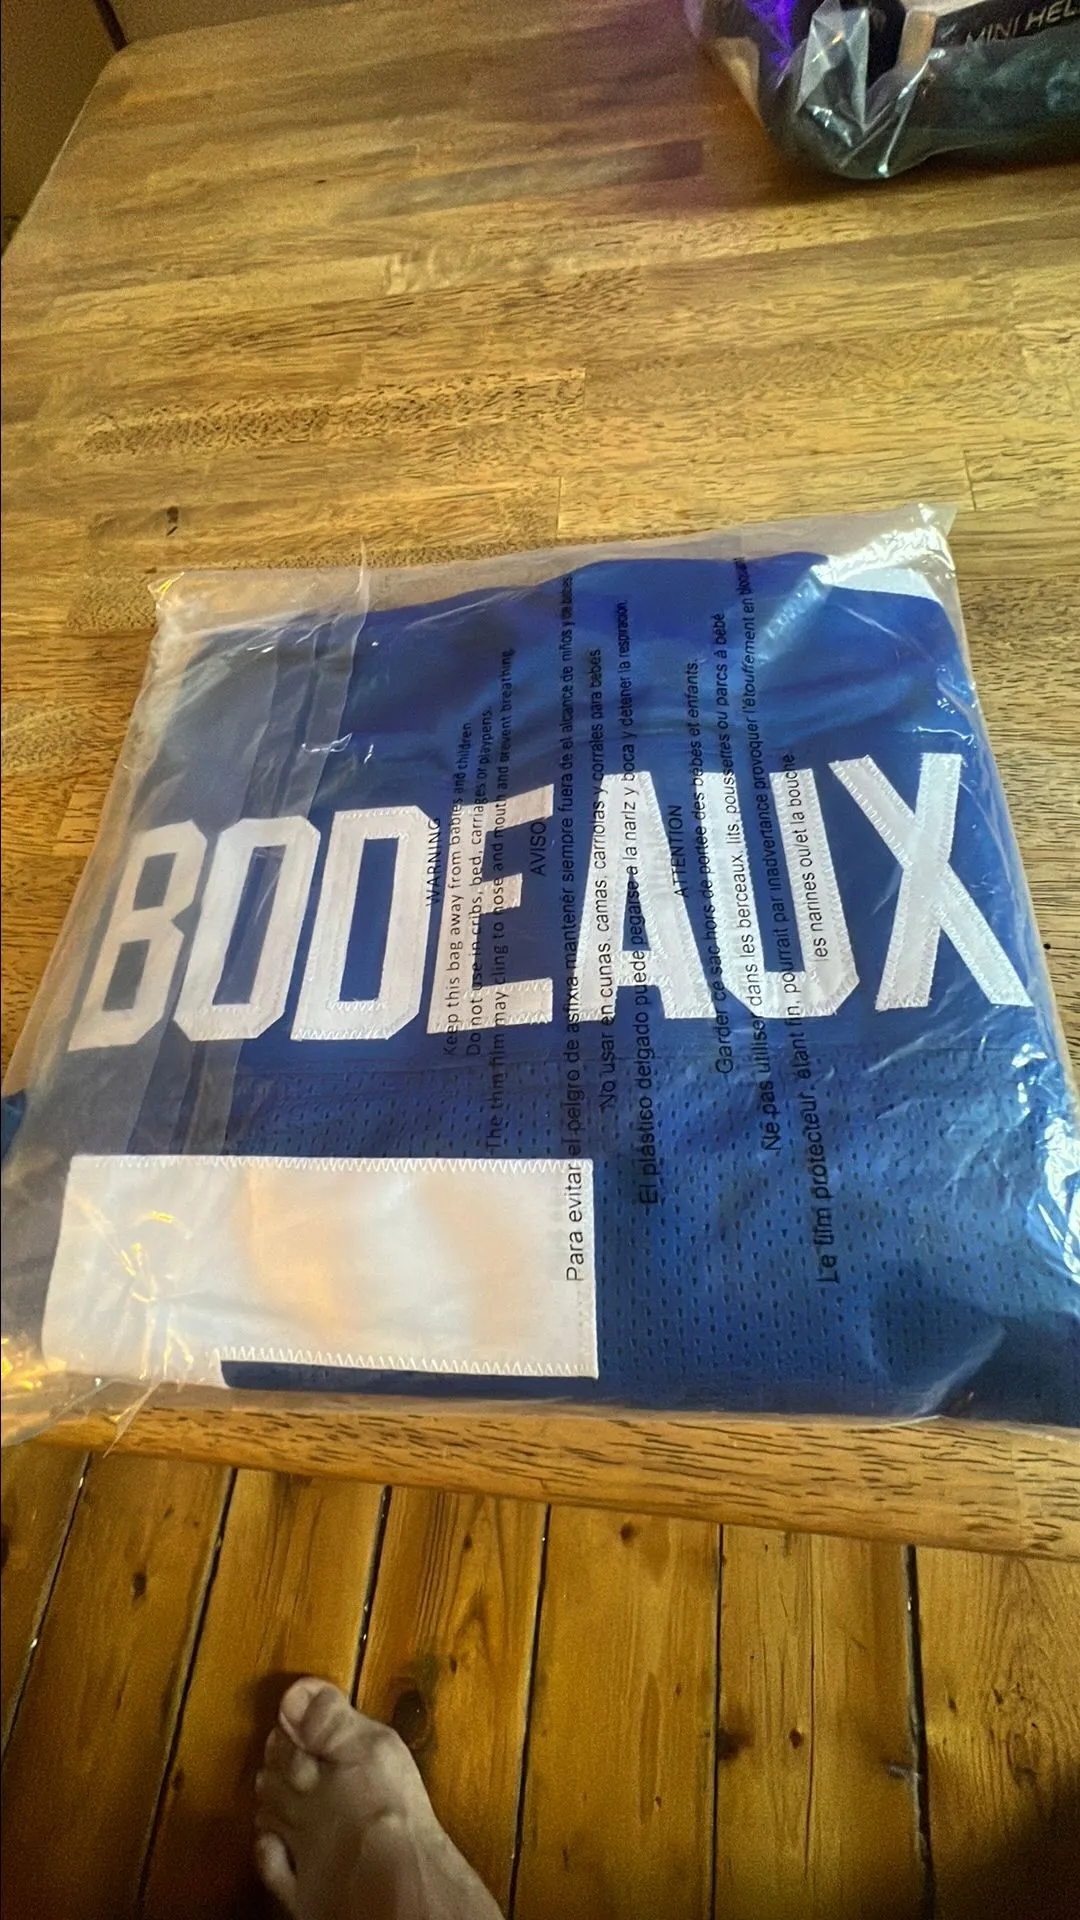 MINI HEL
BODEAUX
WARNING
Keep this bag away from babies and children
Do not use in cribs, bed, carriages or playpens.
The thin film may cling to nose and mouth and prevent breathing.
AVISO
Para evitar el pelgro de asfixia mantener siempre fuera de el alcance de niños y de bebes
No usar en cunas, camas, carriolas y corrales para bebes.
El plástico delgado puede pegarse a la nariz y boca y detener la respiración.
ATTENTION
Garder ce sac hors de portee des bébes et enfants.
Ne pas utiliser dans les berceaux, lits, poussettes ou parcs à bébé
Le film protecteur, étant fin, pourrait par inadvertance provoquer l'étouffement en bloquant
les narines ou/et la bouche.